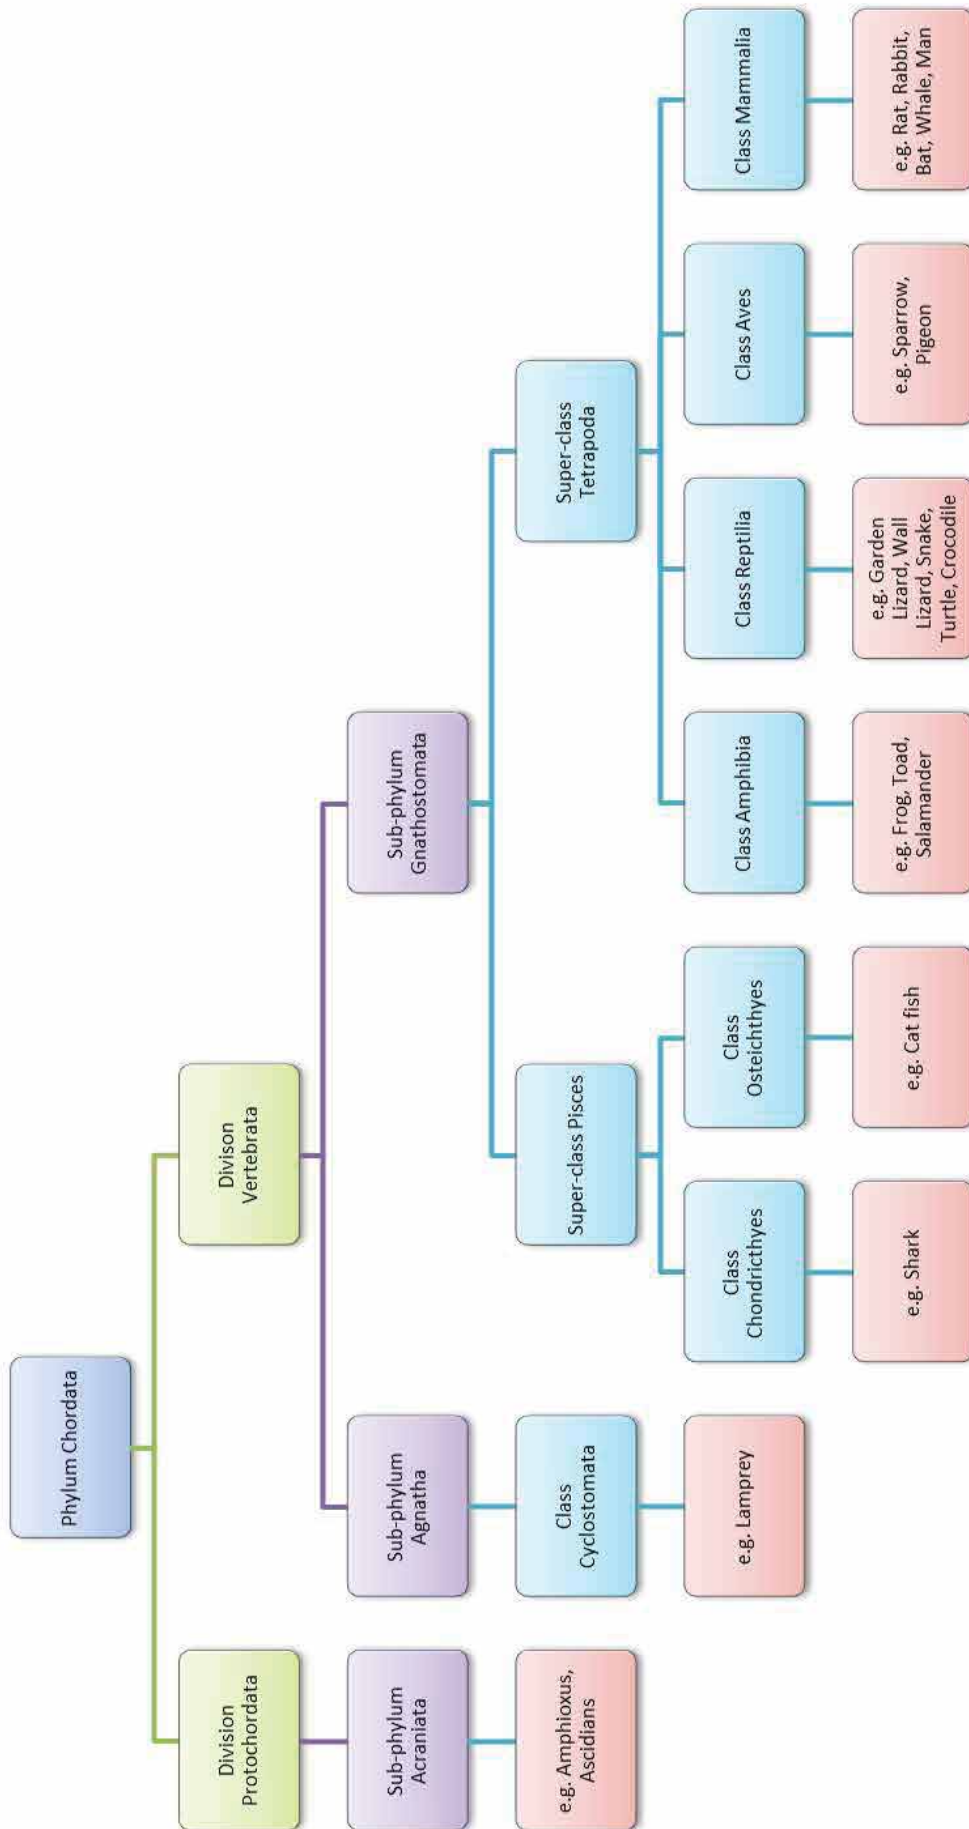 Phylum Chordata
Division
Protochordata
Divison
Vertebrata
Sub-phylum
Acraniata
Sub-phylum
Agnatha
Sub-phylum
Gnathostomata
e.g. Amphioxus,
Ascidians
Class
Cyclostomata
Super-class Pisces
Super-class
Tetrapoda
e.g. Lamprey
Class
Chondricthyes
Class
Osteichthyes
Class Amphibia
Class Reptilia
Class Aves
Class Mammalia
e.g. Shark
e.g. Cat fish
e.g. Frog, Toad,
Salamander
e.g. Garden
Lizard, Wall
Lizard, Snake,
Turtle, Crocodile
e.g. Sparrow,
Pigeon
e.g. Rat, Rabbit,
Bat, Whale, Man